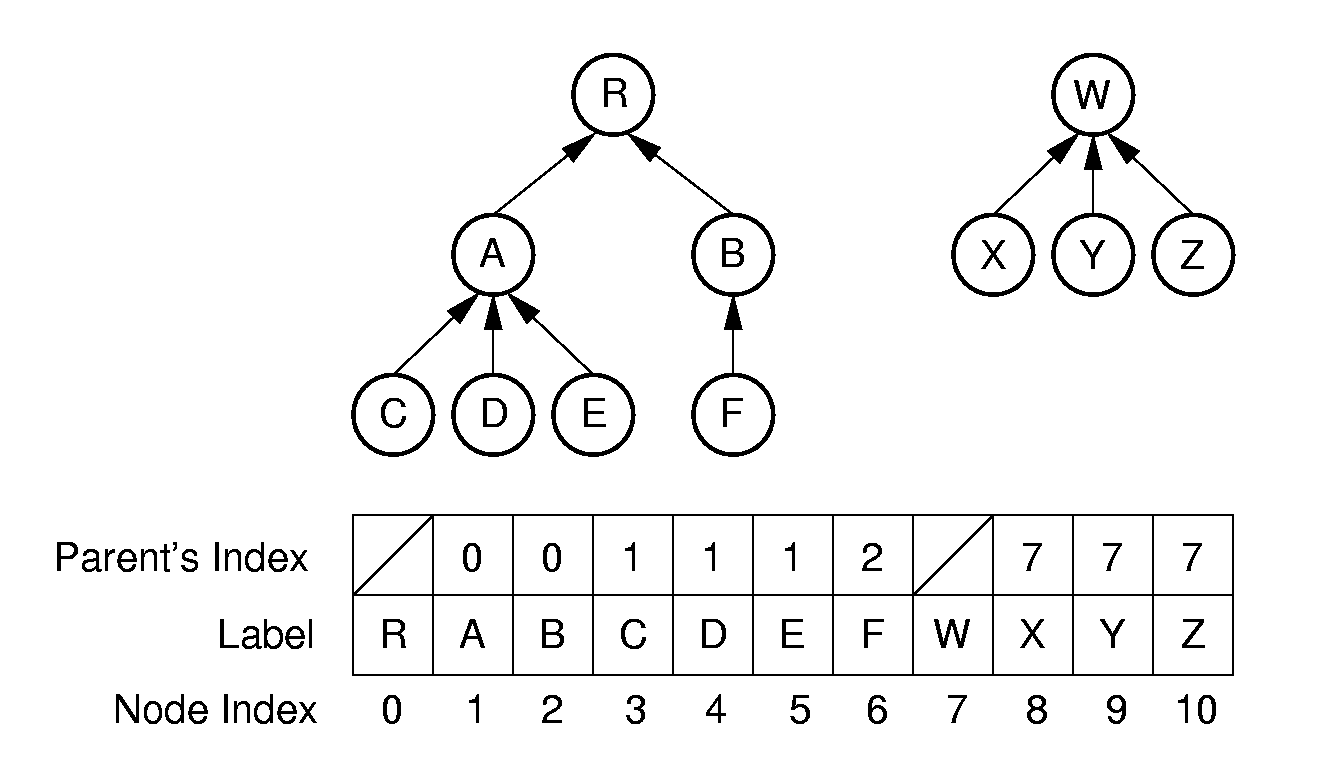 R W
A B X Y Z
C D E F
Parent's Index 0 0 1 1 1 2 7 7 7
Label R A B C D E F W X Y Z
Node Index 0 1 2 3 4 5 6 7 8 9 10